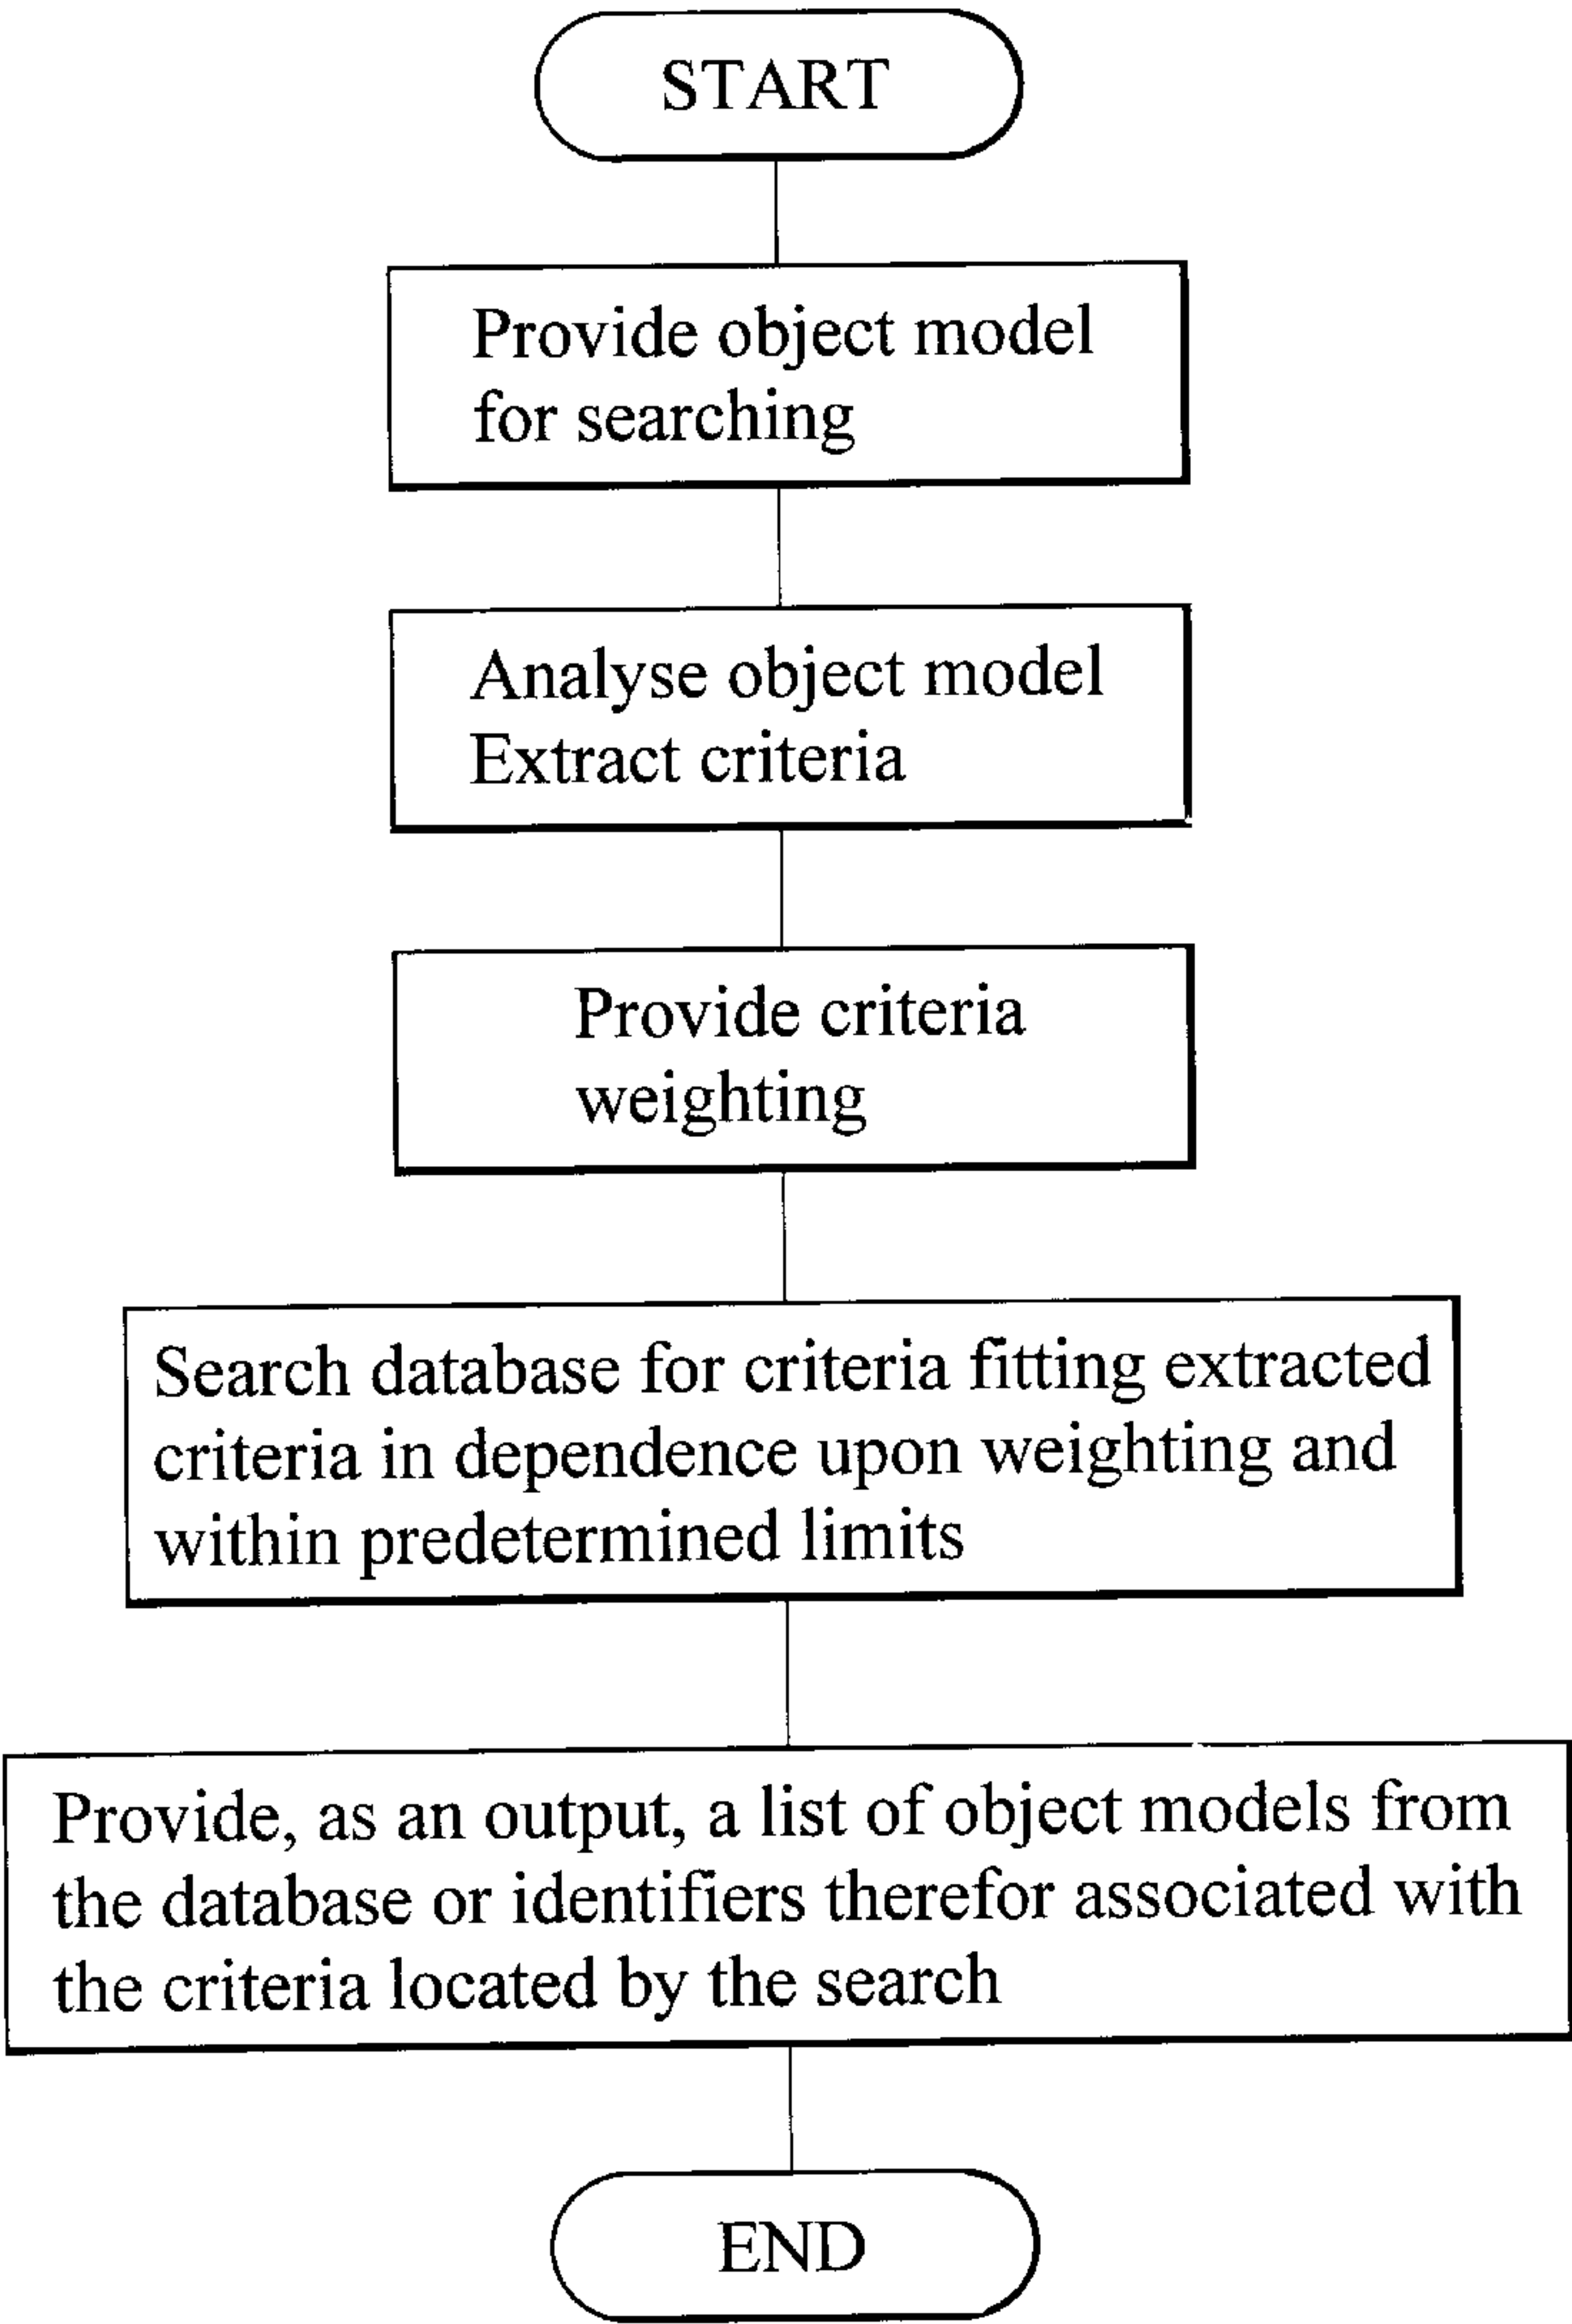 START
Provide object model
for searching
Analyse object model
Extract criteria
Provide criteria
weighting
Search database for criteria fitting extracted
criteria in dependence upon weighting and
within predetermined limits
Provide, as an output, a list of object models from
the database or identifiers therefor associated with
the criteria located by the search
END